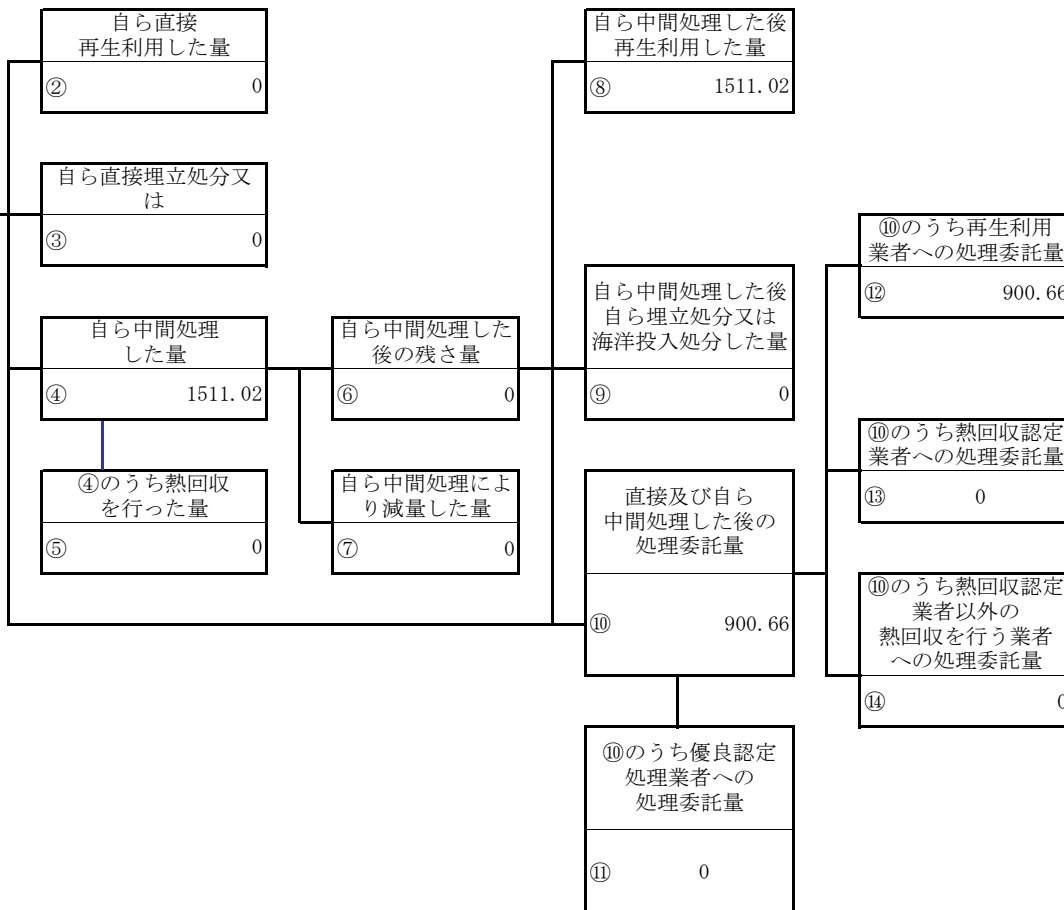 自ら直接
再生利用した量
② 0
自ら直接埋立処分又
は
③ 0
自ら中間処理
した量
④ 1511.02
④のうち熱回収
を行った量
⑤ 0
自ら中間処理した
後の残さ量
⑥ 0
自ら中間処理によ
り減量した量
⑦ 0
自ら中間処理した後
再生利用した量
⑧ 1511.02
自ら中間処理した後
自ら埋立処分又は
海洋投入処分した量
⑨ 0
直接及び自ら
中間処理した後の
処理委託量
⑩ 900.66
⑩のうち優良認定
処理業者への
処理委託量
⑪ 0
⑩のうち再生利用
業者への処理委託量
⑫ 900.66
⑩のうち熱回収認定
業者への処理委託量
⑬ 0
⑩のうち熱回収認定
業者以外の
熱回収を行う業者
への処理委託量
⑭ 0